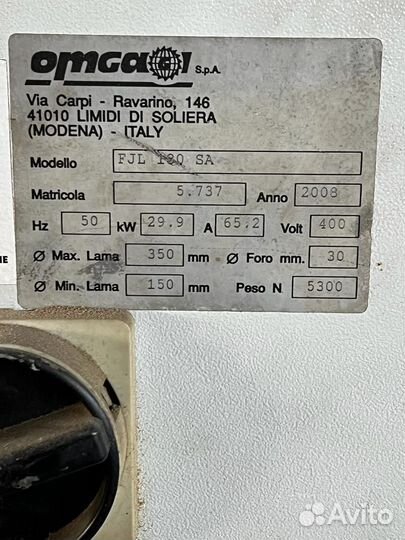 omga S.p.A.
Via Carpi - Ravarino, 146
41010 LIMIDI DI SOLIERA
(MODENA) - ITALY
Modello FJL 180 SA
Matricola 5.737 Anno 2008
Hz 50 kW 29.9 A 65.2 Volt 400
Ø Max. Lama 350 mm Ø Foro mm. 30
Ø Min. Lama 150 mm Peso N 5300
Avito